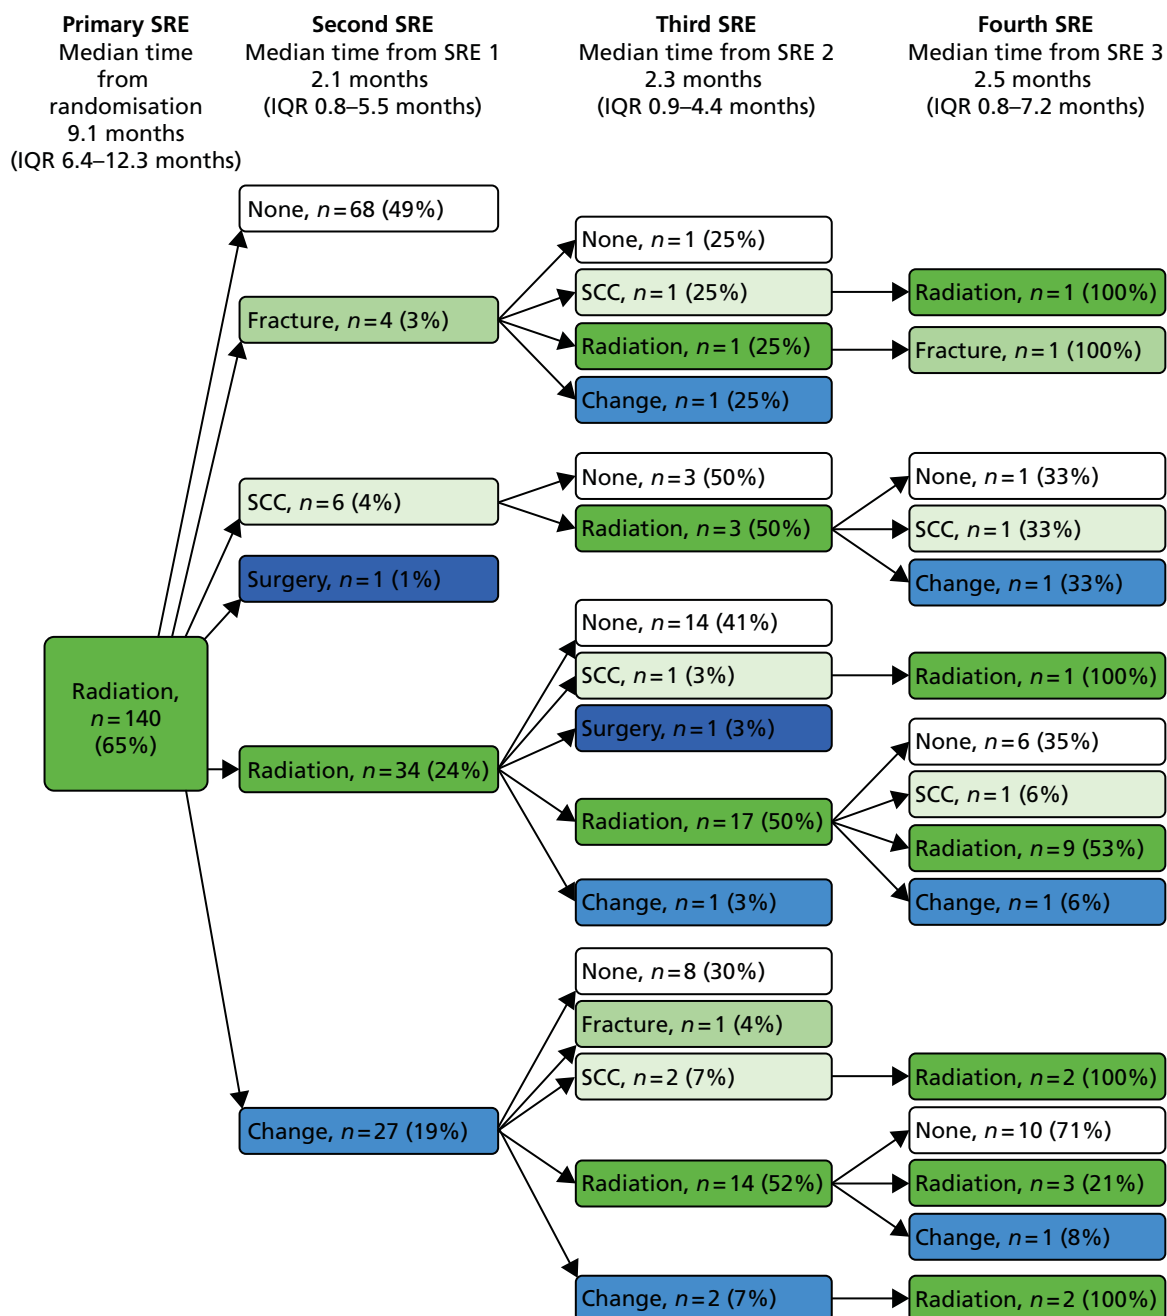 Primary SRE
Median time
from
randomisation
9.1 months
(IQR 6.4–12.3 months)
Second SRE
Median time from SRE 1
2.1 months
(IQR 0.8–5.5 months)
Third SRE
Median time from SRE 2
2.3 months
(IQR 0.9–4.4 months)
Fourth SRE
Median time from SRE 3
2.5 months
(IQR 0.8–7.2 months)
Radiation,
n=140
(65%)
None, n=68 (49%)
Fracture, n=4 (3%)
SCC, n=6 (4%)
Surgery, n=1 (1%)
Radiation, n=34 (24%)
Change, n=27 (19%)
None, n=1 (25%)
SCC, n=1 (25%)
Radiation, n=1 (25%)
Change, n=1 (25%)
None, n=3 (50%)
Radiation, n=3 (50%)
None, n=14 (41%)
SCC, n=1 (3%)
Surgery, n=1 (3%)
Radiation, n=17 (50%)
Change, n=1 (3%)
None, n=8 (30%)
Fracture, n=1 (4%)
SCC, n=2 (7%)
Radiation, n=14 (52%)
Change, n=2 (7%)
Radiation, n=1 (100%)
Fracture, n=1 (100%)
None, n=1 (33%)
SCC, n=1 (33%)
Change, n=1 (33%)
Radiation, n=1 (100%)
None, n=6 (35%)
SCC, n=1 (6%)
Radiation, n=9 (53%)
Change, n=1 (6%)
Radiation, n=2 (100%)
None, n=10 (71%)
Radiation, n=3 (21%)
Change, n=1 (8%)
Radiation, n=2 (100%)